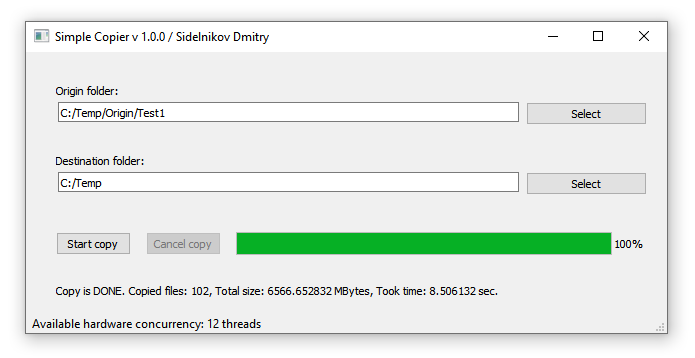 Simple Copier v 1.0.0 / Sidelnikov Dmitry
Origin folder:
C:/Temp/Origin/Test1
Select
Destination folder:
C:/Temp
Select
Start copy
Cancel copy
100%
Copy is DONE. Copied files: 102, Total size: 6566.652832 MBytes, Took time: 8.506132 sec.
Available hardware concurrency: 12 threads